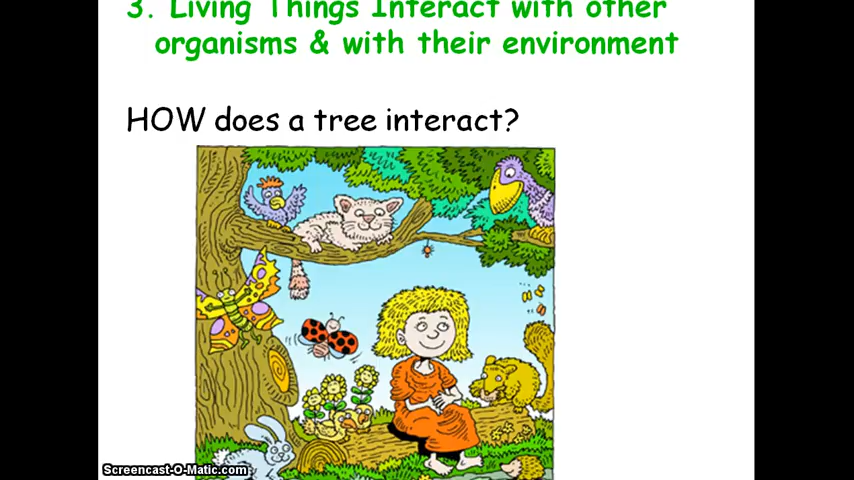 3. Living Things Interact with other
organisms & with their environment
HOW does a tree interact?
Screencast-O-Matic.com